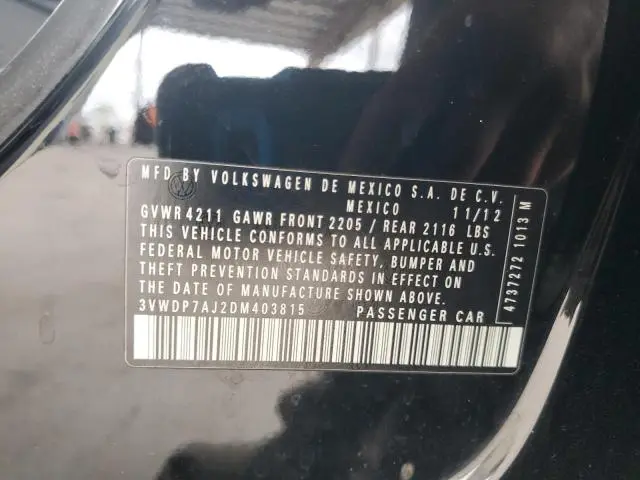 MFD BY VOLKSWAGEN DE MEXICO S.A. DE C.V.
MEXICO 11/12
GVWR 4211 GAWR FRONT 2205 / REAR 2116 LBS
THIS VEHICLE CONFORMS TO ALL APPLICABLE U.S.
FEDERAL MOTOR VEHICLE SAFETY, BUMPER AND
THEFT PREVENTION STANDARDS IN EFFECT ON
THE DATE OF MANUFACTURE SHOWN ABOVE.
3VWDP7AJ2DM403815 PASSENGER CAR
4737272 1013 M